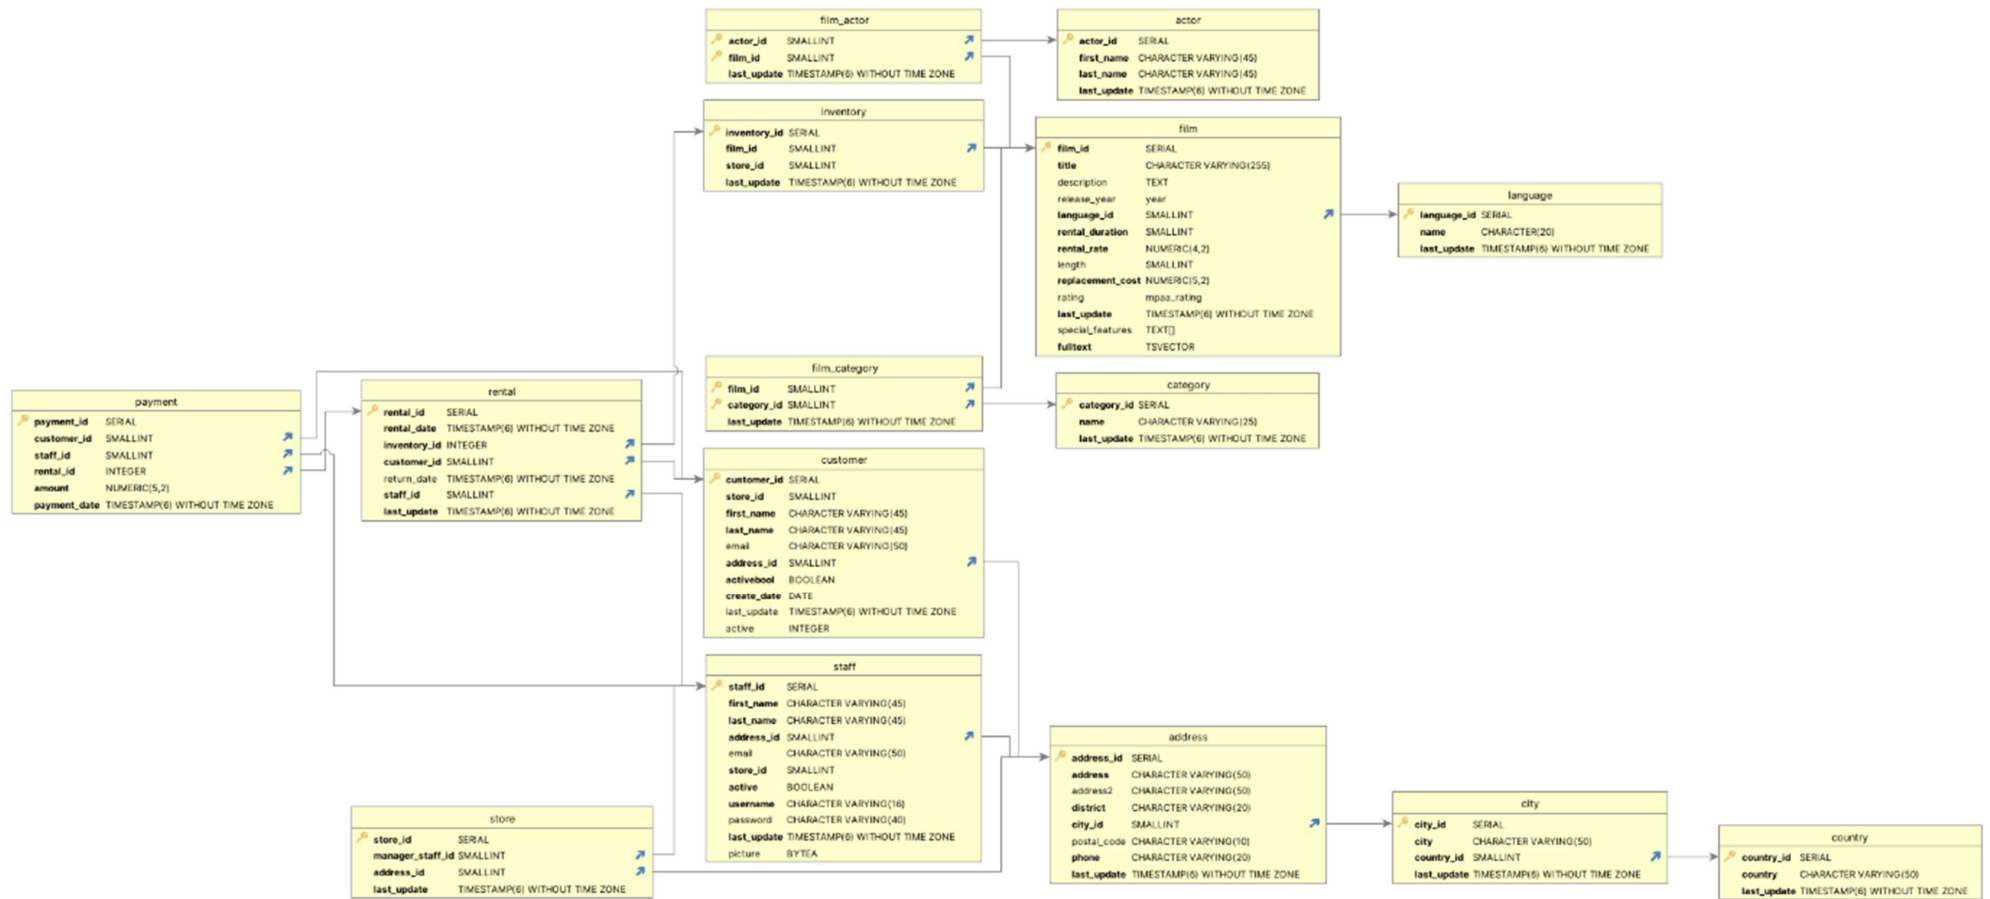 film_actor
actor_id SMALLINT
film_id SMALLINT
last_update TIMESTAMP(6) WITHOUT TIME ZONE
actor
actor_id SERIAL
first_name CHARACTER VARYING(45)
last_name CHARACTER VARYING(45)
last_update TIMESTAMP(6) WITHOUT TIME ZONE
inventory
inventory_id SERIAL
film_id SMALLINT
store_id SMALLINT
last_update TIMESTAMP(6) WITHOUT TIME ZONE
film
film_id SERIAL
title CHARACTER VARYING(255)
description TEXT
release_year year
language_id SMALLINT
rental_duration SMALLINT
rental_rate NUMERIC(4,2)
length SMALLINT
replacement_cost NUMERIC(5,2)
rating mpaa_rating
last_update TIMESTAMP(6) WITHOUT TIME ZONE
special_features TEXT[]
fulltext TSVECTOR
language
language_id SERIAL
name CHARACTER(20)
last_update TIMESTAMP(6) WITHOUT TIME ZONE
payment
payment_id SERIAL
customer_id SMALLINT
staff_id SMALLINT
rental_id INTEGER
amount NUMERIC(5,2)
payment_date TIMESTAMP(6) WITHOUT TIME ZONE
rental
rental_id SERIAL
rental_date TIMESTAMP(6) WITHOUT TIME ZONE
inventory_id INTEGER
customer_id SMALLINT
return_date TIMESTAMP(6) WITHOUT TIME ZONE
staff_id SMALLINT
last_update TIMESTAMP(6) WITHOUT TIME ZONE
film_category
film_id SMALLINT
category_id SMALLINT
last_update TIMESTAMP(6) WITHOUT TIME ZONE
category
category_id SERIAL
name CHARACTER VARYING(25)
last_update TIMESTAMP(6) WITHOUT TIME ZONE
customer
customer_id SERIAL
store_id SMALLINT
first_name CHARACTER VARYING(45)
last_name CHARACTER VARYING(45)
email CHARACTER VARYING(50)
address_id SMALLINT
activebool BOOLEAN
create_date DATE
last_update TIMESTAMP(6) WITHOUT TIME ZONE
active INTEGER
staff
staff_id SERIAL
first_name CHARACTER VARYING(45)
last_name CHARACTER VARYING(45)
address_id SMALLINT
email CHARACTER VARYING(50)
store_id SMALLINT
active BOOLEAN
username CHARACTER VARYING(16)
password CHARACTER VARYING(40)
last_update TIMESTAMP(6) WITHOUT TIME ZONE
picture BYTEA
store
store_id SERIAL
manager_staff_id SMALLINT
address_id SMALLINT
last_update TIMESTAMP(6) WITHOUT TIME ZONE
address
address_id SERIAL
address CHARACTER VARYING(50)
address2 CHARACTER VARYING(50)
district CHARACTER VARYING(20)
city_id SMALLINT
postal_code CHARACTER VARYING(10)
phone CHARACTER VARYING(20)
last_update TIMESTAMP(6) WITHOUT TIME ZONE
city
city_id SERIAL
city CHARACTER VARYING(50)
country_id SMALLINT
last_update TIMESTAMP(6) WITHOUT TIME ZONE
country
country_id SERIAL
country CHARACTER VARYING(50)
last_update TIMESTAMP(6) WITHOUT TIME ZONE